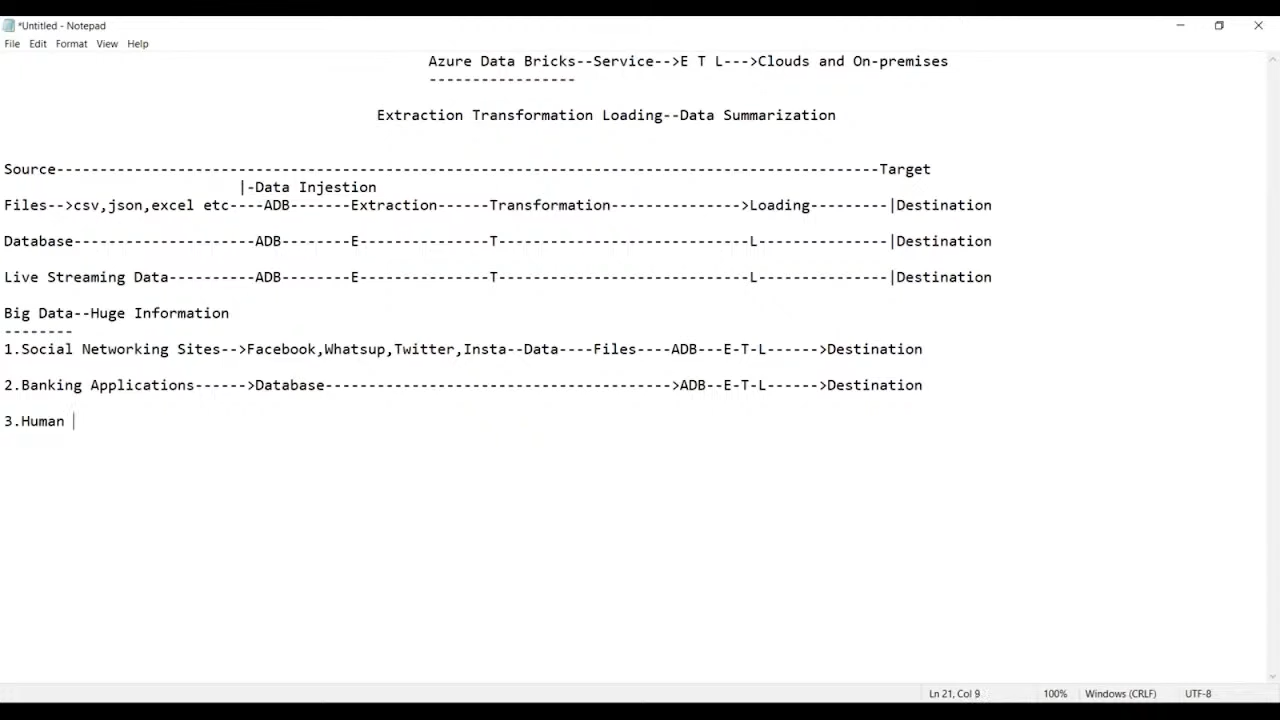 *Untitled - Notepad
File Edit Format View Help
Azure Data Bricks--Service-->E T L--->Clouds and On-premises
-----------------
Extraction Transformation Loading--Data Summarization
Source-----------------------------------------------------------------------------------------------Target
|-Data Injestion
Files-->csv,json,excel etc----ADB-------Extraction------Transformation--------------->Loading---------|Destination
Database---------------------ADB--------E---------------T-----------------------------L---------------|Destination
Live Streaming Data----------ADB--------E---------------T-----------------------------L---------------|Destination
Big Data--Huge Information
--------
1.Social Networking Sites-->Facebook,Whatsup,Twitter,Insta--Data----Files----ADB---E-T-L------>Destination
2.Banking Applications------>Database---------------------------------------->ADB--E-T-L------>Destination
3.Human
Ln 21, Col 9 100% Windows (CRLF) UTF-8